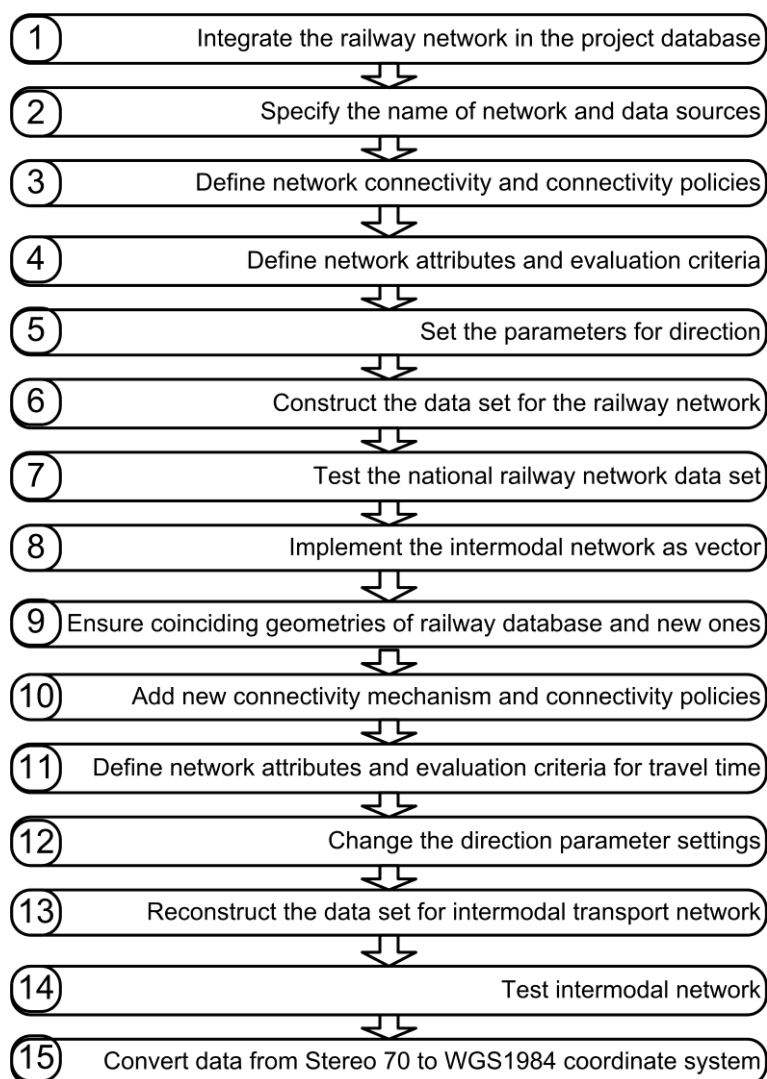 1 Integrate the railway network in the project database
2 Specify the name of network and data sources
3 Define network connectivity and connectivity policies
4 Define network attributes and evaluation criteria
5 Set the parameters for direction
6 Construct the data set for the railway network
7 Test the national railway network data set
8 Implement the intermodal network as vector
9 Ensure coinciding geometries of railway database and new ones
10 Add new connectivity mechanism and connectivity policies
11 Define network attributes and evaluation criteria for travel time
12 Change the direction parameter settings
13 Reconstruct the data set for intermodal transport network
14 Test intermodal network
15 Convert data from Stereo 70 to WGS1984 coordinate system